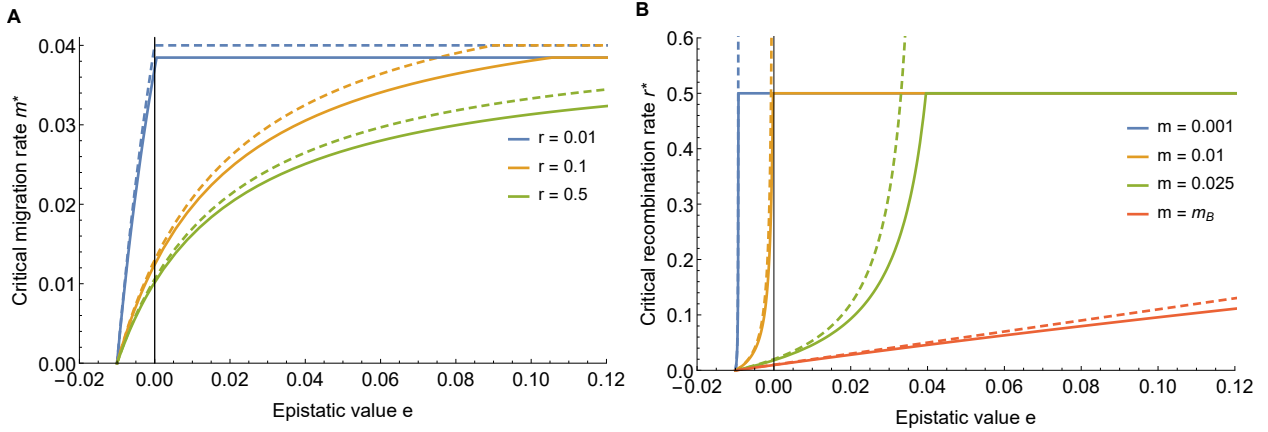 A
Critical migration rate m*
0.04
0.03
0.02
0.01
0.00
r = 0.01
r = 0.1
r = 0.5
−0.02 0.00 0.02 0.04 0.06 0.08 0.10 0.12
Epistatic value e
B
Critical recombination rate r*
0.6
0.5
0.4
0.3
0.2
0.1
0.0
m = 0.001
m = 0.01
m = 0.025
m = m_B
−0.02 0.00 0.02 0.04 0.06 0.08 0.10 0.12
Epistatic value e